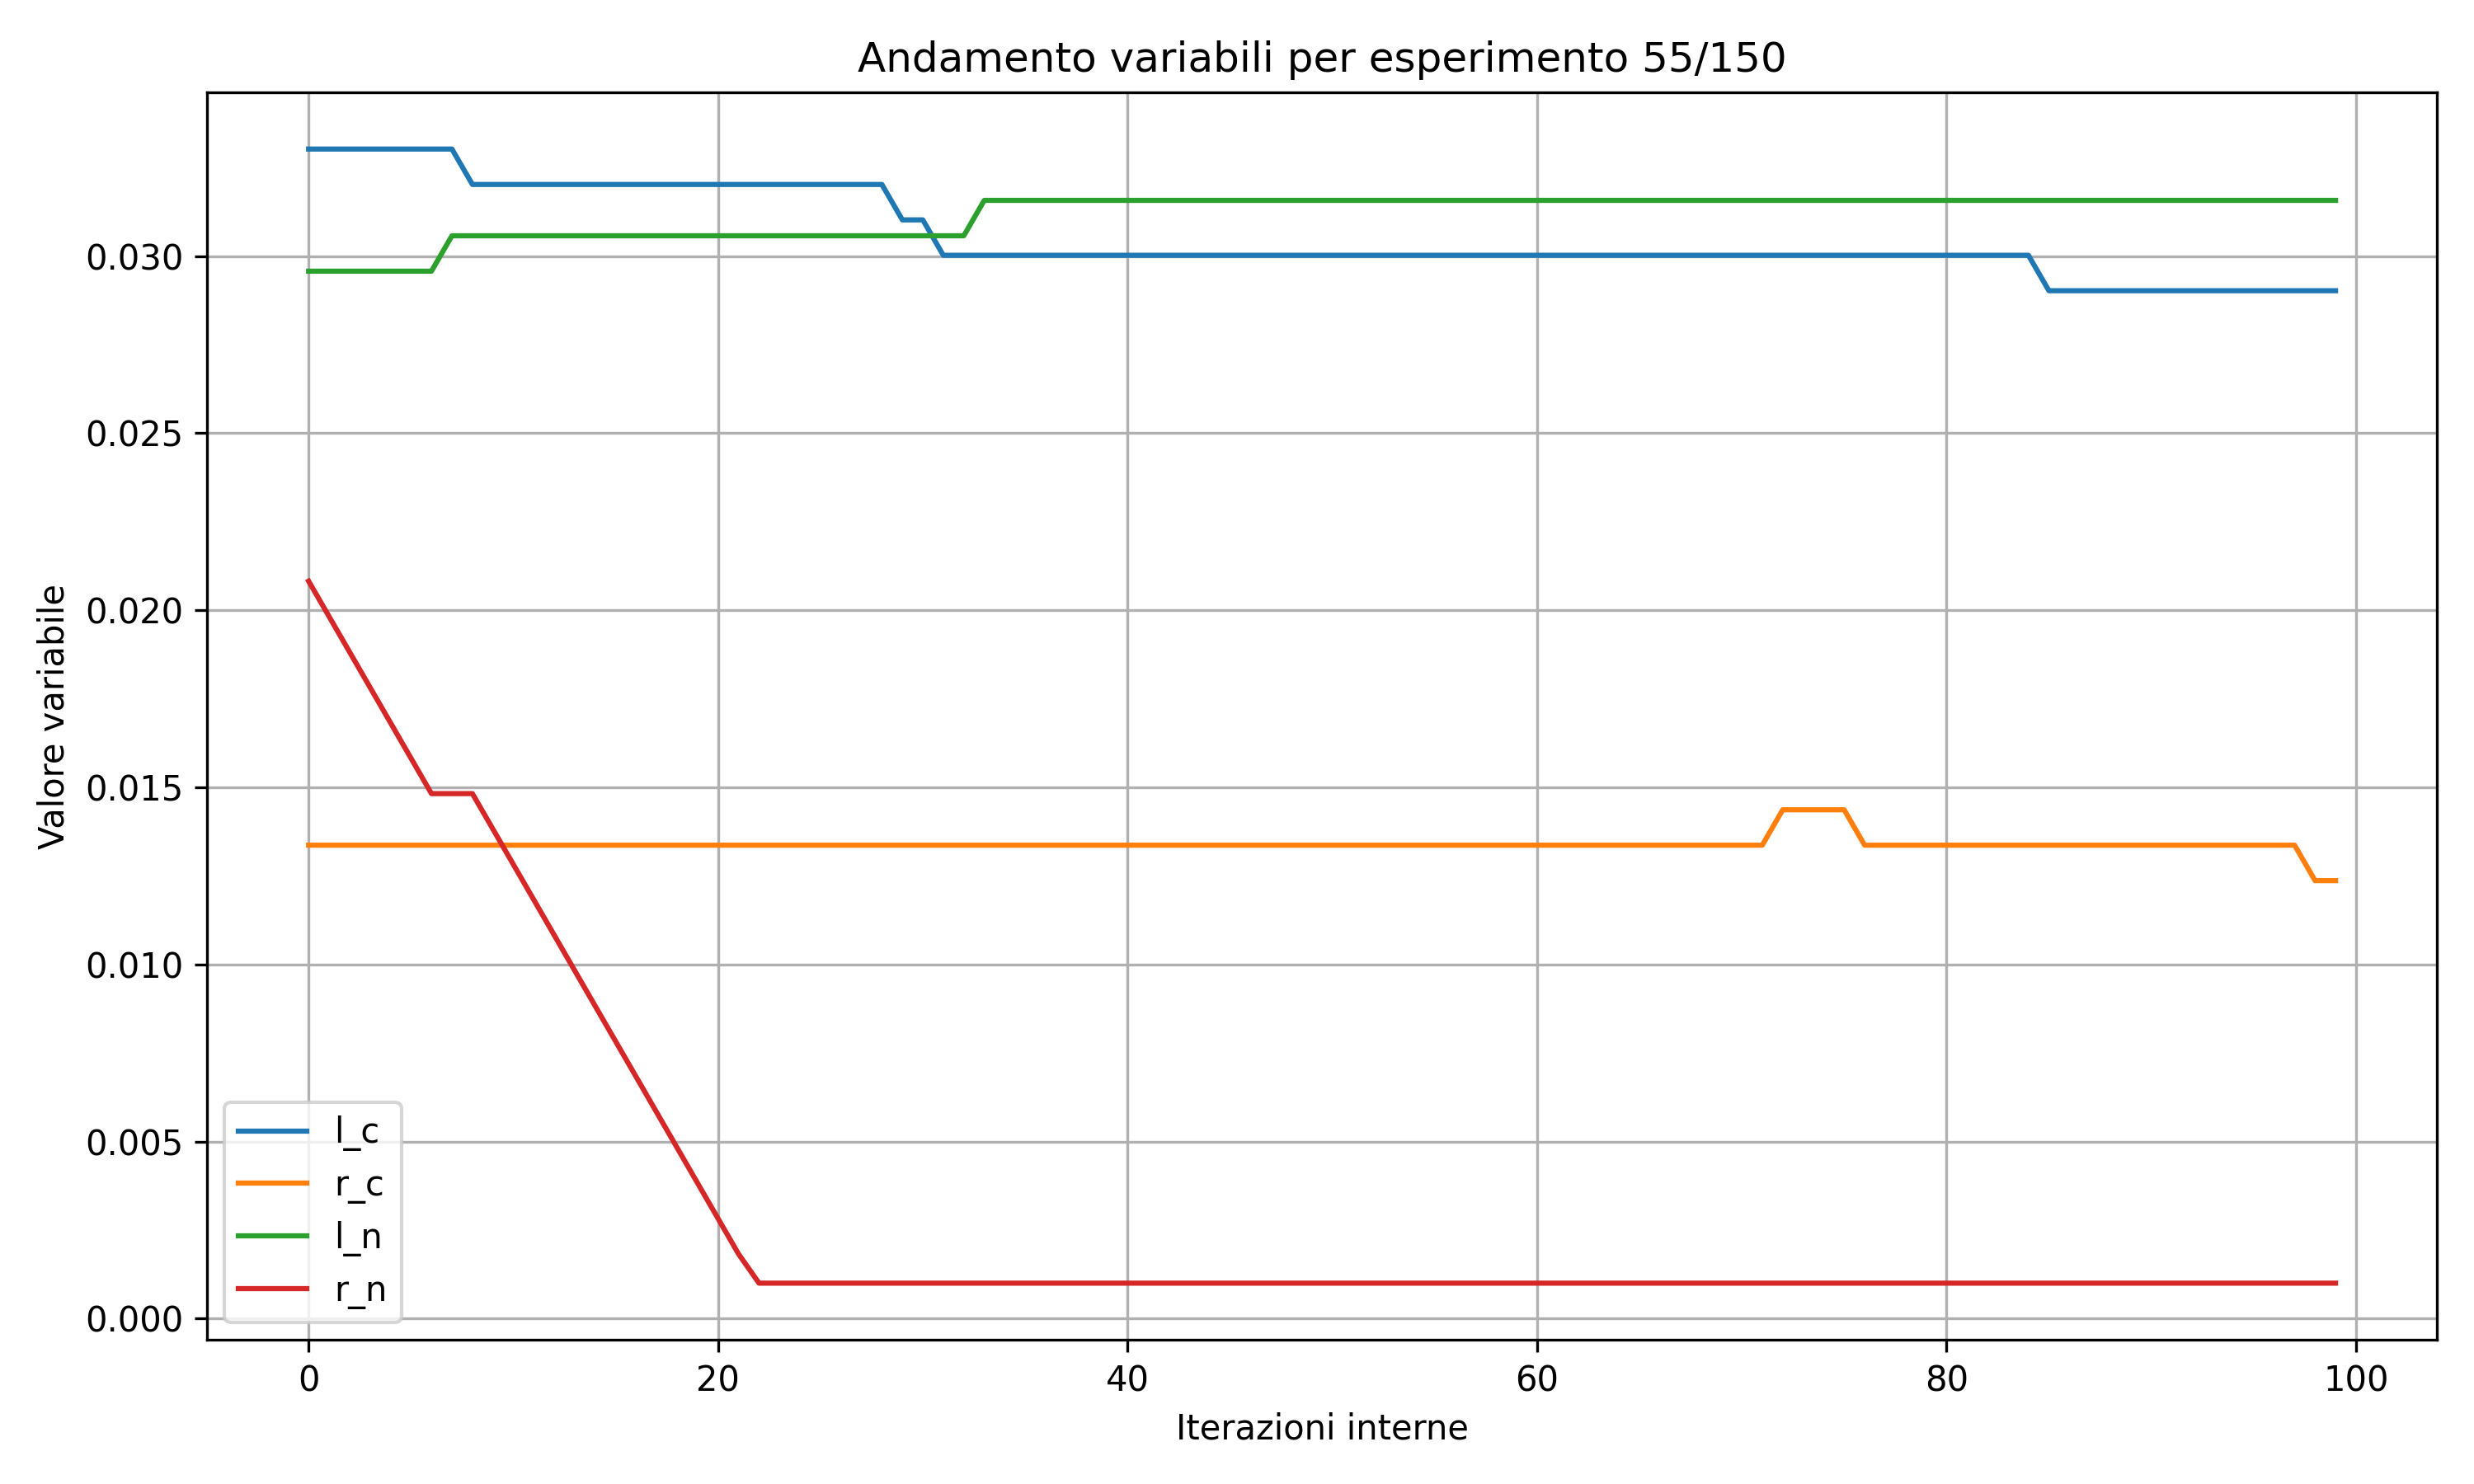 Andamento variabili per esperimento 55/150
Valore variabile
0.030
0.025
0.020
0.015
0.010
0.005
0.000
l_c
r_c
l_n
r_n
0 20 40 60 80 100
Iterazioni interne